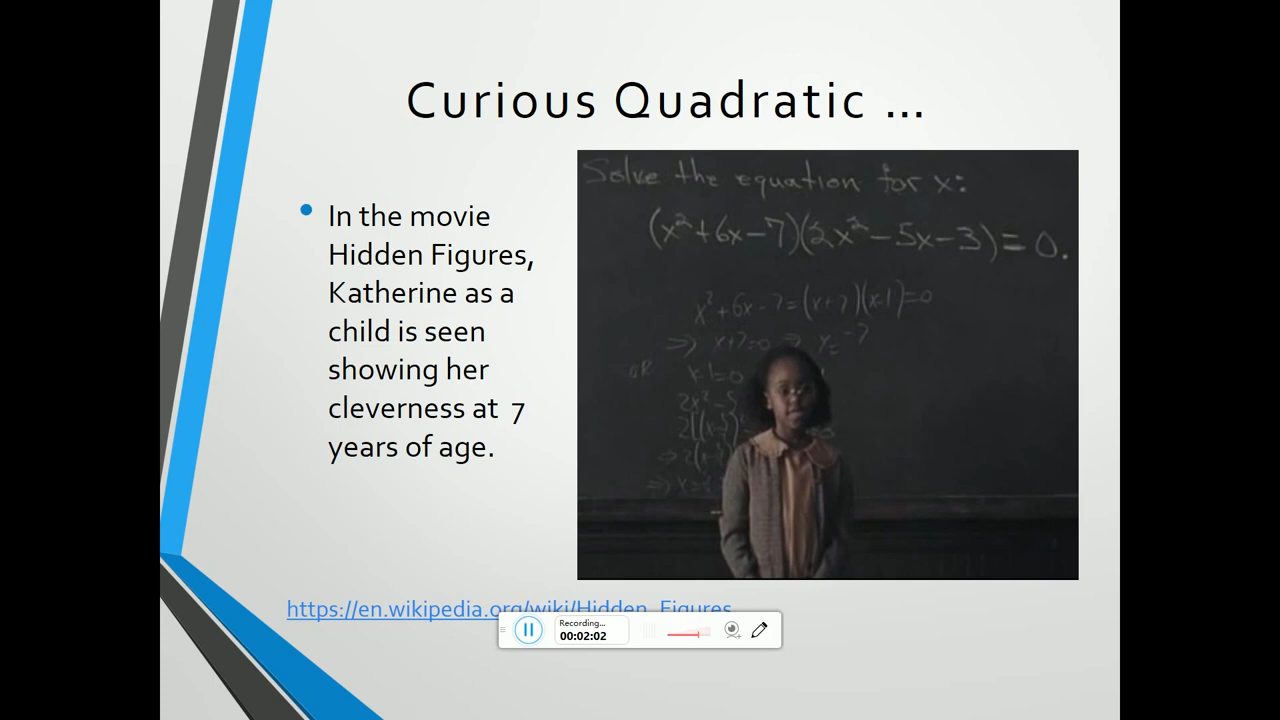 Curious Quadratic ...
In the movie
Hidden Figures,
Katherine as a
child is seen
showing her
cleverness at 7
years of age.
Solve the equation for x:
(x²+6x-7)(2x²-5x-3)=0.
x²+6x-7=(x+7)(x-1)=0
⇒ x+7=0 ⇒ x=-7
OR x-1=0
2x²-5
https://en.wikipedia.org/wiki/Hidden_Figures
Recording...
00:02:02